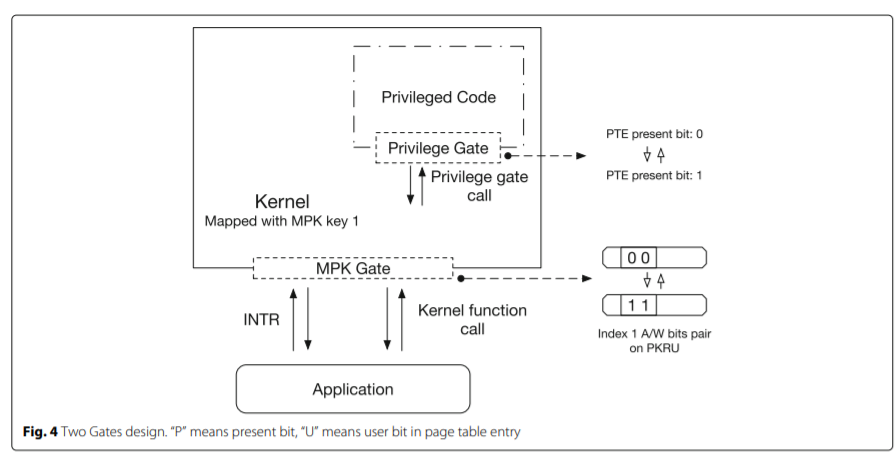 Privileged Code
Privilege Gate
PTE present bit: 0
PTE present bit: 1
Privilege gate
call
Kernel
Mapped with MPK key 1
MPK Gate
0 0
1 1
Index 1 A/W bits pair
on PKRU
INTR
Kernel function
call
Application
Fig. 4 Two Gates design. “P” means present bit, “U” means user bit in page table entry